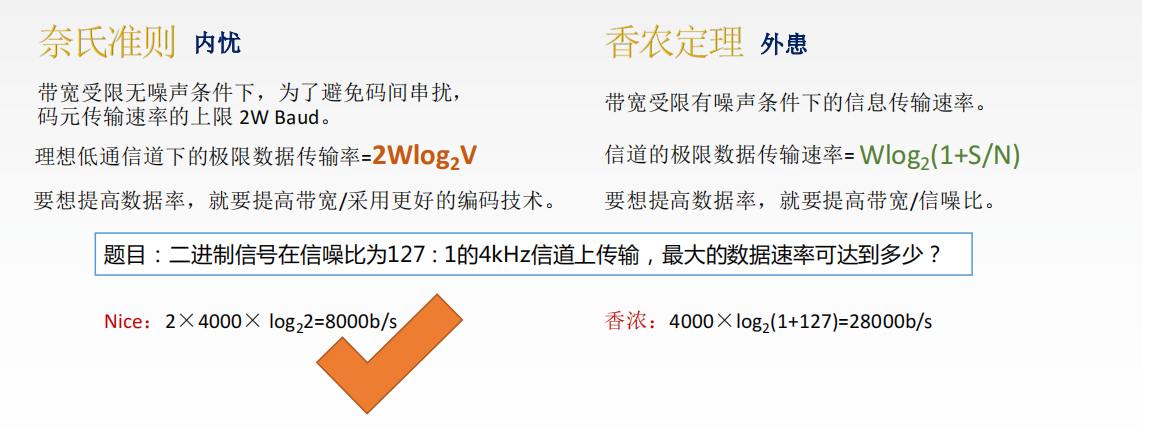 奈氏准则 内忧
带宽受限无噪声条件下，为了避免码间串扰，
码元传输速率的上限 2W Baud。
理想低通信道下的极限数据传输率=2Wlog₂V
要想提高数据率，就要提高带宽/采用更好的编码技术。
香农定理 外患
带宽受限有噪声条件下的信息传输速率。
信道的极限数据传输速率= Wlog₂(1+S/N)
要想提高数据率，就要提高带宽/信噪比。
题目：二进制信号在信噪比为127：1的4kHz信道上传输，最大的数据速率可达到多少？
Nice：2×4000× log₂2=8000b/s
香浓：4000×log₂(1+127)=28000b/s